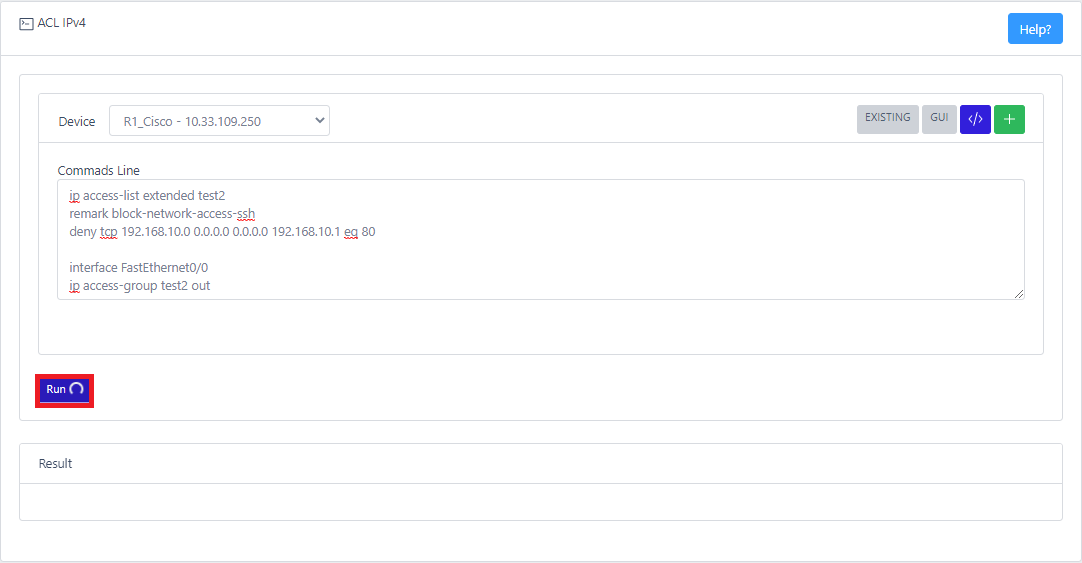 ACL IPv4
Help?
Device
R1_Cisco - 10.33.109.250
EXISTING
GUI
</>
+
Commads Line
ip access-list extended test2
remark block-network-access-ssh
deny tcp 192.168.10.0 0.0.0.0 0.0.0.0 192.168.10.1 eq 80
interface FastEthernet0/0
ip access-group test2 out
Run
Result